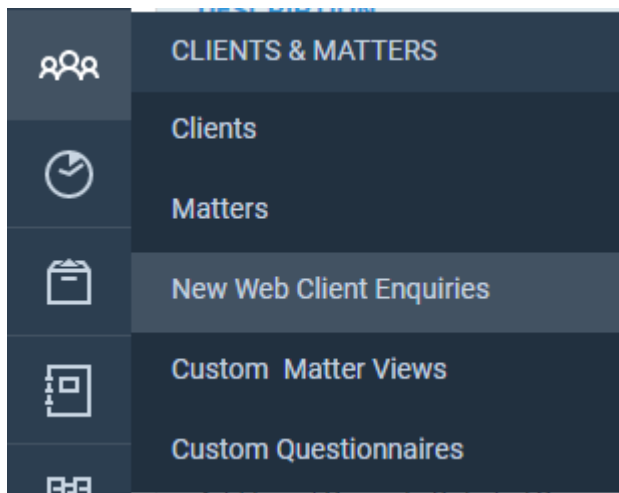 CLIENTS & MATTERS
Clients
Matters
New Web Client Enquiries
Custom  Matter Views
Custom Questionnaires